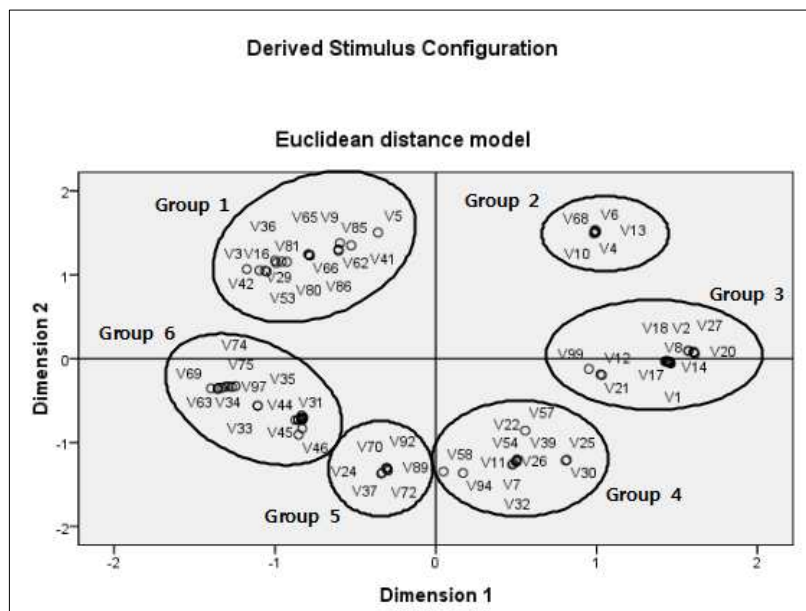 Derived Stimulus Configuration
Euclidean distance model
Group 1
Group 2
Group 3
Group 4
Group 5
Group 6
V36
V65 V9
V5
V85
V3 V16 V81
V41
V42 V29 V66 V62
V53 V80 V86
V68 V6
V13
V10 V4
V18 V2 V27
V99 V12 V8 V20
V21 V17 V14
V1
V74
V75
V69 V97 V35
V63 V34 V44 V31
V33 V45
V46
V70 V92
V24 V89
V37 V72
V57
V22
V58 V54 V39 V25
V11 V26
V94 V7 V30
V32
2
1
0
-1
-2
-2
-1
0
1
2
Dimension 2
Dimension 1